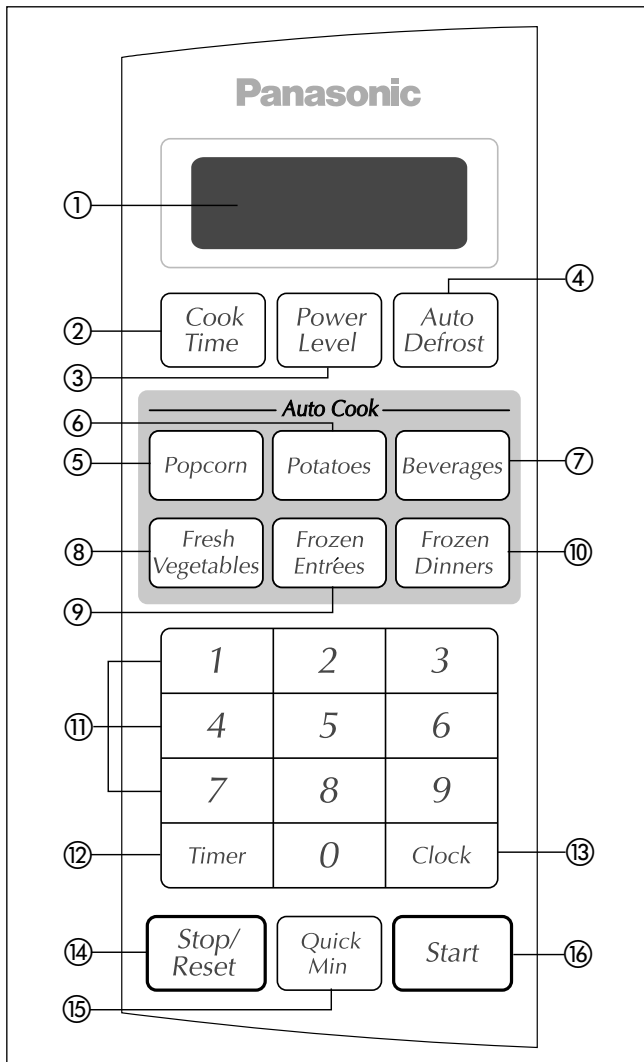 Panasonic
①
④
② Cook Time Power Level Auto Defrost
③
Auto Cook
⑥
⑤ Popcorn Potatoes Beverages ⑦
⑧ Fresh Vegetables Frozen Entrées Frozen Dinners ⑩
⑨
1 2 3
⑪ 4 5 6
7 8 9
⑫ Timer 0 Clock ⑬
⑭ Stop/Reset Quick Min Start ⑯
⑮